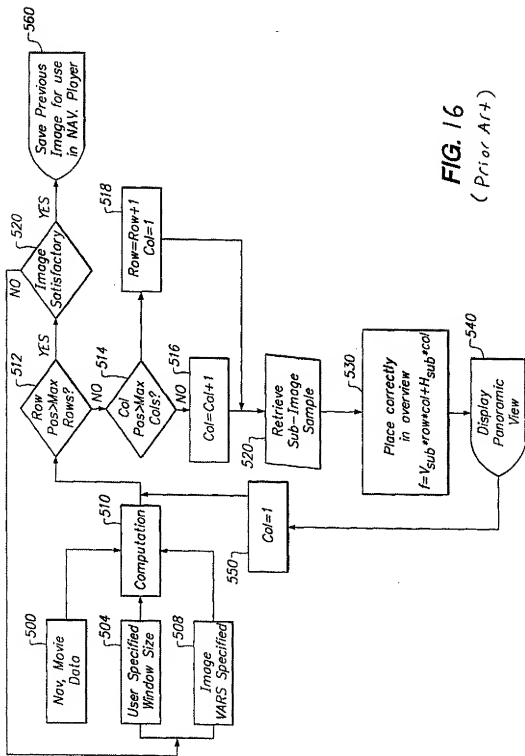 500
Nav, Movie
Data
504
User Specified
Window Size
508
Image
VARS Specified
510
Computation
512
Row
Pos>Max
Rows?
YES
NO
520
Image
Satisfactory
NO
YES
560
Save Previous
Image for use
in NAV. Player
514
Col
Pos>Max
Cols?
NO
516
Col=Col+1
518
Row=Row+1
Col=1
520
Retrieve
Sub-Image
Sample
530
Place correctly
in overview
f=Vsub*row*col+Hsub*col
540
Display
Panoramic
View
550
Col=1
FIG. 16
(Prior Art)